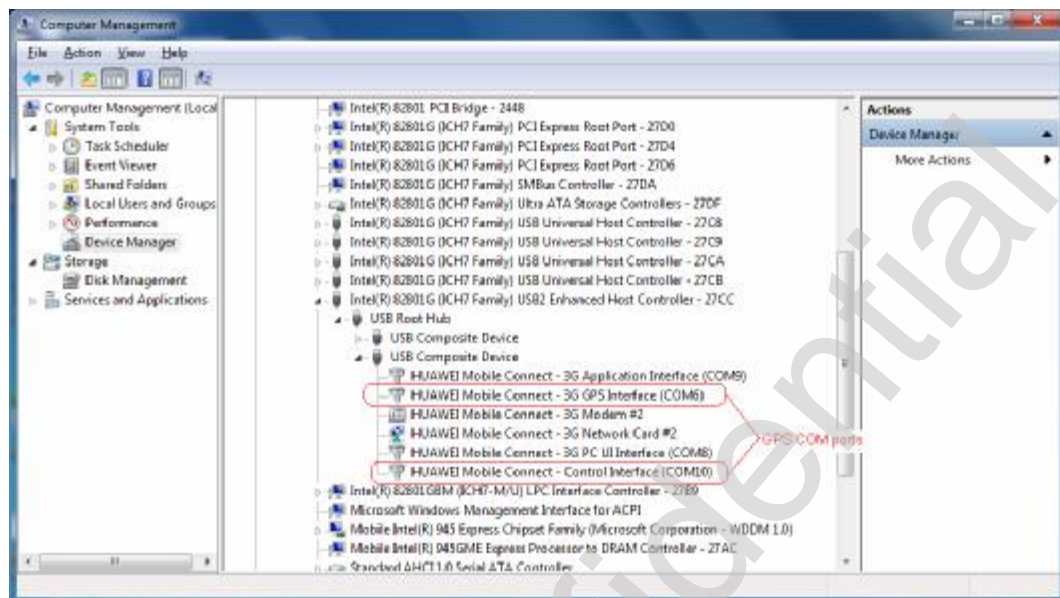 Computer Management
File Action View Help
Computer Management (Local
System Tools
Task Scheduler
Event Viewer
Shared Folders
Local Users and Groups
Performance
Device Manager
Storage
Disk Management
Services and Applications
Intel(R) 82801 PCI Bridge - 2448
Intel(R) 82801G (ICH7 Family) PCI Express Root Port - 27D0
Intel(R) 82801G (ICH7 Family) PCI Express Root Port - 27D4
Intel(R) 82801G (ICH7 Family) PCI Express Root Port - 27D6
Intel(R) 82801G (ICH7 Family) SMBus Controller - 27DA
Intel(R) 82801G (ICH7 Family) Ultra ATA Storage Controllers - 27DF
Intel(R) 82801G (ICH7 Family) USB Universal Host Controller - 27C8
Intel(R) 82801G (ICH7 Family) USB Universal Host Controller - 27C9
Intel(R) 82801G (ICH7 Family) USB Universal Host Controller - 27CA
Intel(R) 82801G (ICH7 Family) USB Universal Host Controller - 27CB
Intel(R) 82801G (ICH7 Family) USB2 Enhanced Host Controller - 27CC
USB Root Hub
USB Composite Device
USB Composite Device
HUAWEI Mobile Connect - 3G Application Interface (COM9)
HUAWEI Mobile Connect - 3G GPS Interface (COM6)
HUAWEI Mobile Connect - 3G Modem #2
HUAWEI Mobile Connect - 3G Network Card #2
HUAWEI Mobile Connect - 3G PC UI Interface (COM8)
HUAWEI Mobile Connect - Control Interface (COM10)
Intel(R) 82801GBM (ICH7-M/U) LPC Interface Controller - 27B9
Microsoft Windows Management Interface for ACPI
Mobile Intel(R) 945 Express Chipset Family (Microsoft Corporation - WDDM 1.0)
Mobile Intel(R) 945GME Express Processor to DRAM Controller - 27AC
Standard AHCI 1.0 Serial ATA Controller
GPS COM ports
Actions
Device Manager
More Actions
fidential